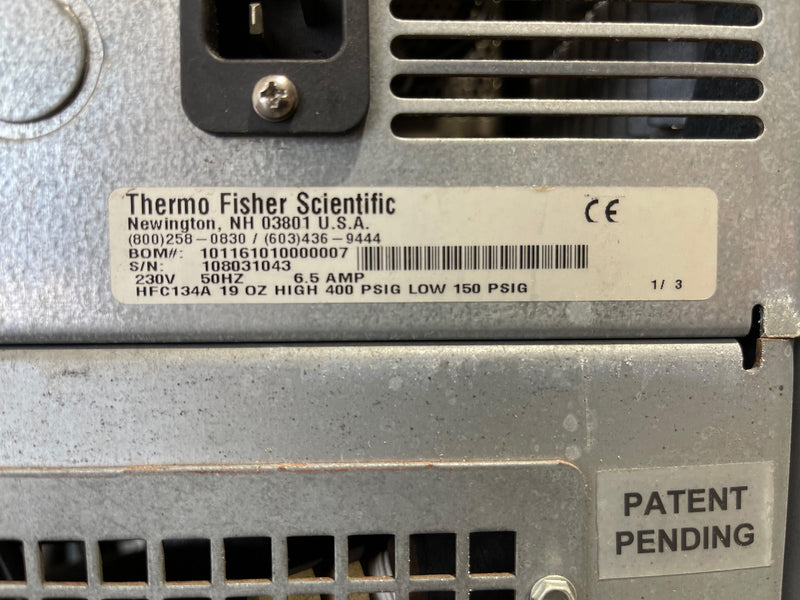 Thermo Fisher Scientific
Newington, NH 03801 U.S.A.
(800)258-0830 / (603)436-9444
BOM#: 101161010000007
S/N: 108031043
230V 50HZ 6.5 AMP
HFC134A 19 OZ HIGH 400 PSIG LOW 150 PSIG
CE
1/ 3
PATENT
PENDING